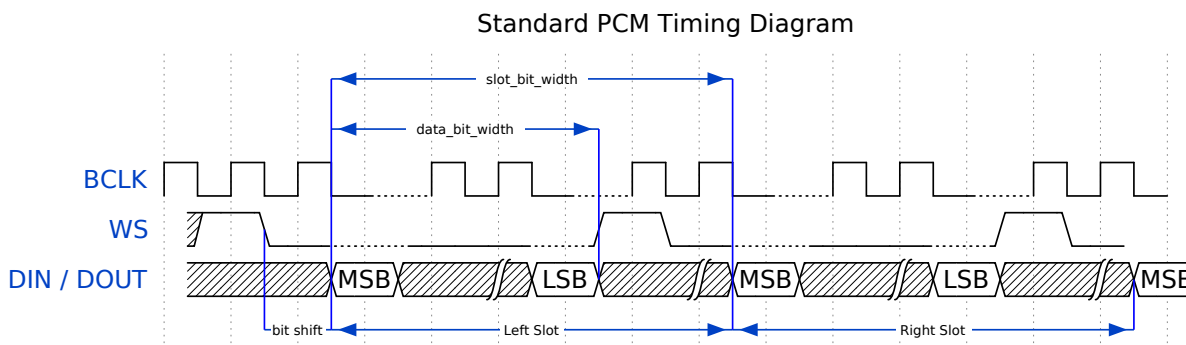 Standard PCM Timing Diagram
slot_bit_width
data_bit_width
BCLK
WS
DIN / DOUT
MSB
LSB
MSB
LSB
MSB
bit shift
Left Slot
Right Slot